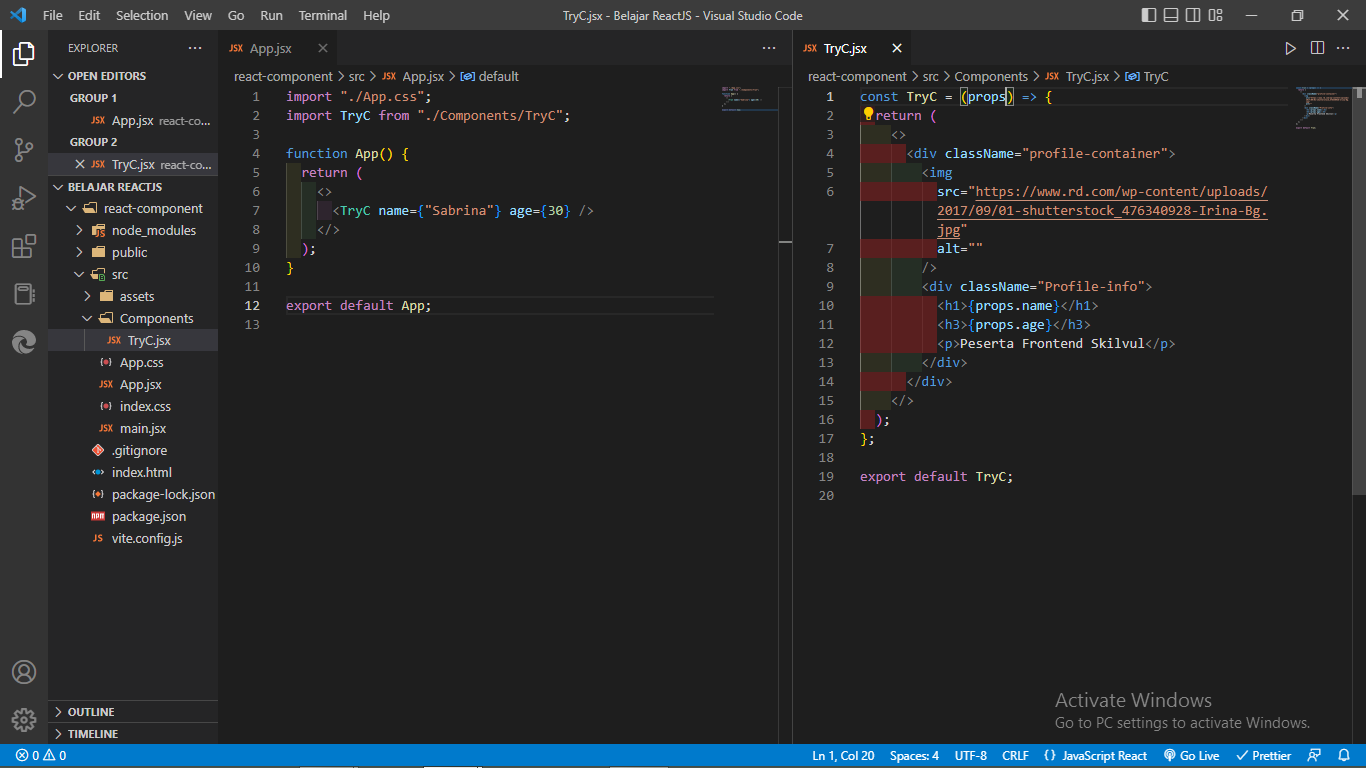 File Edit Selection View Go Run Terminal Help TryC.jsx - Belajar ReactJS - Visual Studio Code
EXPLORER
OPEN EDITORS
GROUP 1
JSX App.jsx react-co...
GROUP 2
JSX TryC.jsx react-co...
BELAJAR REACTJS
react-component
node_modules
public
src
assets
Components
JSX TryC.jsx
App.css
JSX App.jsx
index.css
JSX main.jsx
.gitignore
index.html
package-lock.json
package.json
JS vite.config.js
OUTLINE
TIMELINE
JSX App.jsx
react-component > src > JSX App.jsx > default
1 import "./App.css";
2 import TryC from "./Components/TryC";
3
4 function App() {
5 return (
6 <>
7 <TryC name={"Sabrina"} age={30} />
8 </>
9 );
10 }
11
12 export default App;
13
JSX TryC.jsx
react-component > src > Components > JSX TryC.jsx > TryC
1 const TryC = (props) => {
2 return (
3 <>
4 <div className="profile-container">
5 <img
6 src="https://www.rd.com/wp-content/uploads/
2017/09/01-shutterstock_476340928-Irina-Bg.
jpg"
7 alt=""
8 />
9 <div className="Profile-info">
10 <h1>{props.name}</h1>
11 <h3>{props.age}</h3>
12 <p>Peserta Frontend Skilvul</p>
13 </div>
14 </div>
15 </>
16 );
17 };
18
19 export default TryC;
20
Activate Windows
Go to PC settings to activate Windows.
0 0 Ln 1, Col 20 Spaces: 4 UTF-8 CRLF {} JavaScript React Go Live Prettier